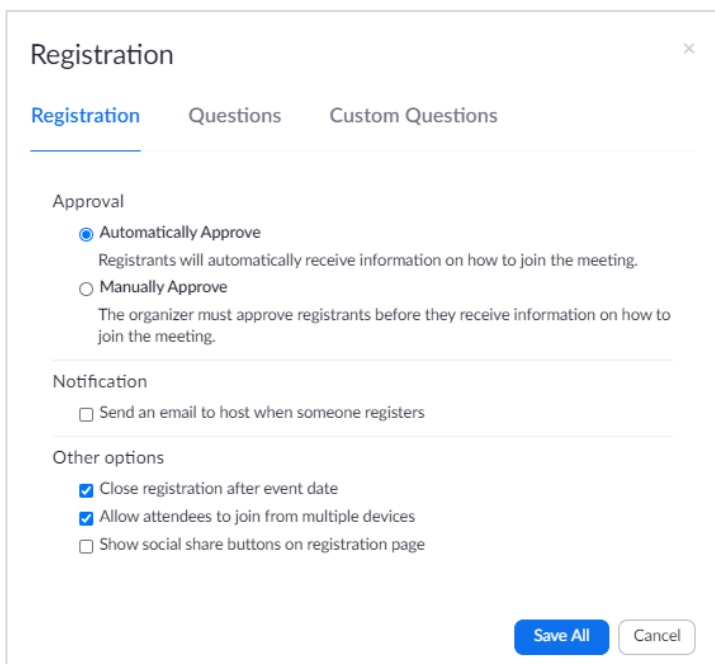 Registration
Registration Questions Custom Questions
Approval
Automatically Approve
Registrants will automatically receive information on how to join the meeting.
Manually Approve
The organizer must approve registrants before they receive information on how to
join the meeting.
Notification
Send an email to host when someone registers
Other options
Close registration after event date
Allow attendees to join from multiple devices
Show social share buttons on registration page
Save All Cancel